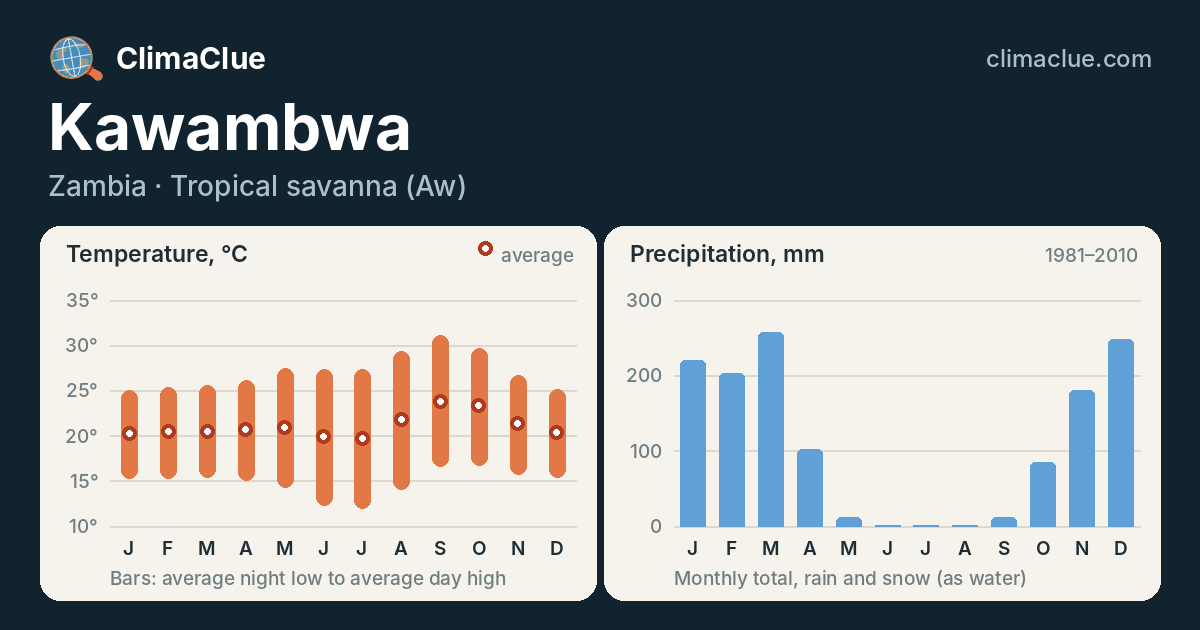 ClimaClue
climaclue.com
Kawambwa
Zambia · Tropical savanna (Aw)
Temperature, °C
average
35°
30°
25°
20°
15°
10°
J F M A M J J A S O N D
Bars: average night low to average day high
Precipitation, mm
1981–2010
300
200
100
0
J F M A M J J A S O N D
Monthly total, rain and snow (as water)